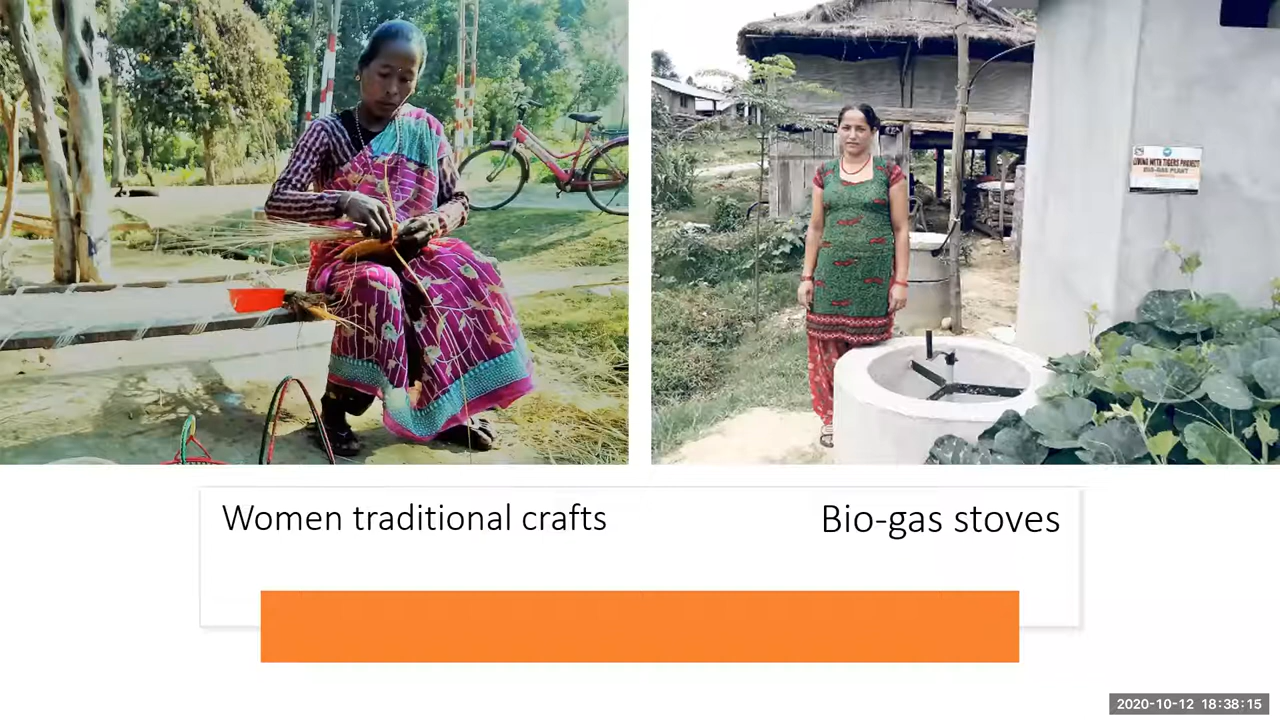 LIVING WITH TIGERS PROJECT
BIO-GAS PLANT
Women traditional crafts
Bio-gas stoves
2020-10-12 18:38:15